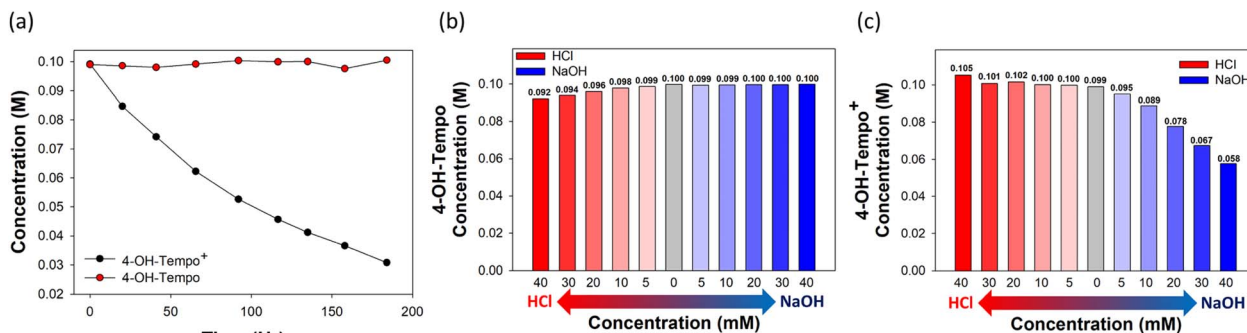 (a)
Concentration (M)
0.10
0.09
0.08
0.07
0.06
0.05
0.04
0.03
0.02
4-OH-Tempo+
4-OH-Tempo
0 50 100 150 200
(b)
4-OH-Tempo
Concentration (M)
HCl
NaOH
0.12
0.10
0.08
0.06
0.04
0.02
0.00
0.092 0.094 0.096 0.098 0.099 0.100 0.099 0.099 0.100 0.100 0.100
40 30 20 10 5 0 5 10 20 30 40
HCl NaOH
Concentration (mM)
(c)
4-OH-Tempo+
Concentration (M)
HCl
NaOH
0.12
0.10
0.08
0.06
0.04
0.02
0.00
0.105 0.101 0.102 0.100 0.100 0.099 0.095 0.089 0.078 0.067 0.058
40 30 20 10 5 0 5 10 20 30 40
HCl NaOH
Concentration (mM)